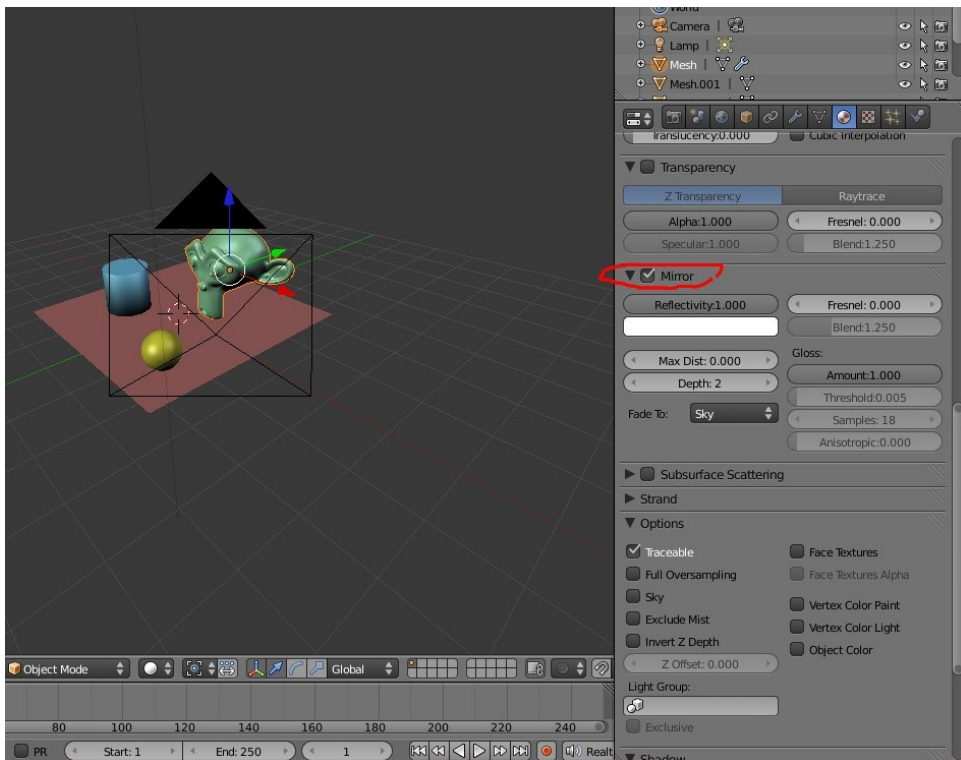 World
Camera
Lamp
Mesh
Mesh.001
Translucency:0.000 Cubic Interpolation
Transparency
Z Transparency Raytrace
Alpha:1.000 Fresnel: 0.000
Specular:1.000 Blend:1.250
Mirror
Reflectivity:1.000 Fresnel: 0.000
Blend:1.250
Max Dist: 0.000 Gloss:
Depth: 2 Amount:1.000
Threshold:0.005
Fade To: Sky Samples: 18
Anisotropic:0.000
Subsurface Scattering
Strand
Options
Traceable Face Textures
Full Oversampling Face Textures Alpha
Sky Vertex Color Paint
Exclude Mist Vertex Color Light
Invert Z Depth Object Color
Z Offset: 0.000
Light Group:
Exclusive
Shadow
Object Mode Global
80 100 120 140 160 180 200 220 240
PR Start: 1 End: 250 1 Realt